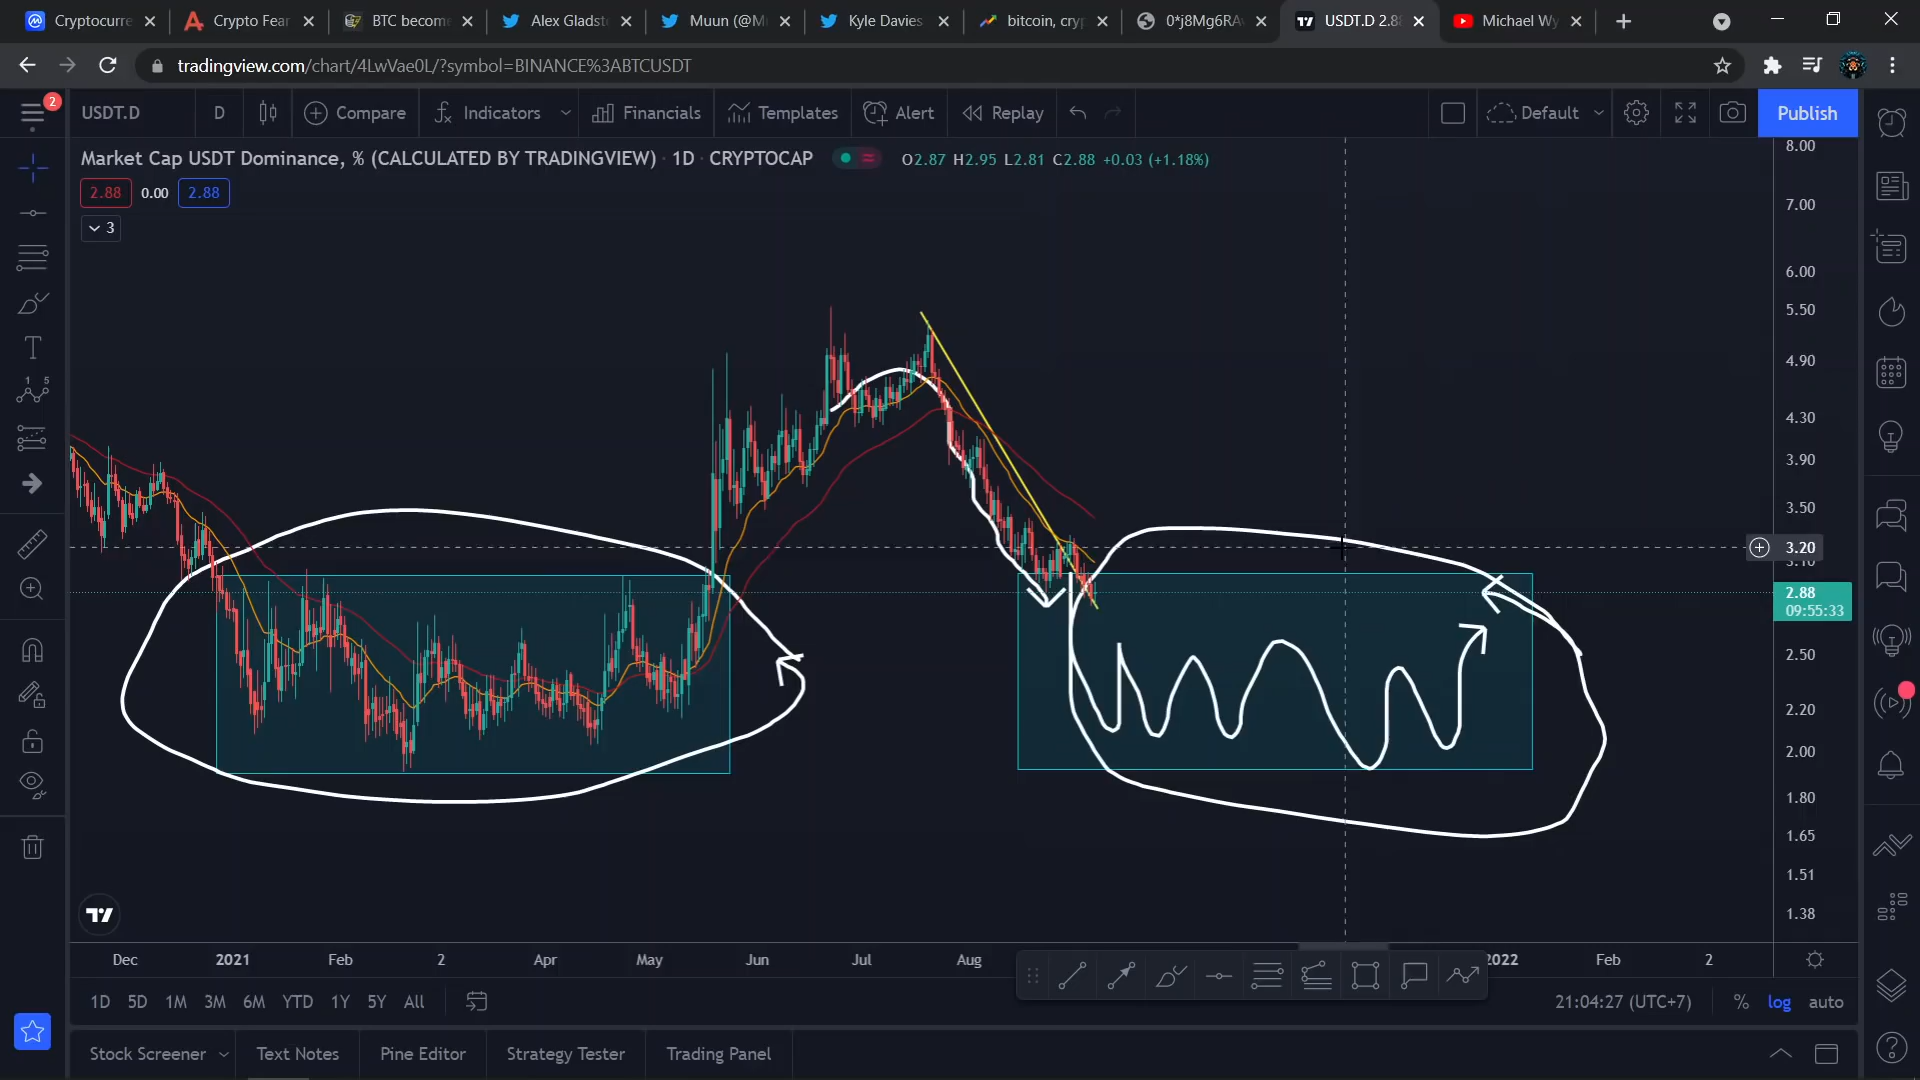 Cryptocurre
Crypto Fear
BTC becom
Alex Gladst
Muun (@M
Kyle Davies
bitcoin, cryp
0*j8Mg6RA
USDT.D 2.88
Michael Wy
tradingview.com/chart/4LwVae0L/?symbol=BINANCE%3ABTCUSDT
2
USDT.D
D
Compare
Indicators
Financials
Templates
Alert
Replay
Default
Publish
Market Cap USDT Dominance, % (CALCULATED BY TRADINGVIEW) · 1D · CRYPTOCAP
O2.87 H2.95 L2.81 C2.88 +0.03 (+1.18%)
2.88 0.00 2.88
3
8.00
7.00
6.00
5.50
4.90
4.30
3.90
3.50
3.20
3.10
2.88
09:55:33
2.50
2.20
2.00
1.80
1.65
1.51
1.38
Dec 2021 Feb 2 Apr May Jun Jul Aug 2022 Feb 2
1D 5D 1M 3M 6M YTD 1Y 5Y All
21:04:27 (UTC+7) % log auto
Stock Screener
Text Notes
Pine Editor
Strategy Tester
Trading Panel